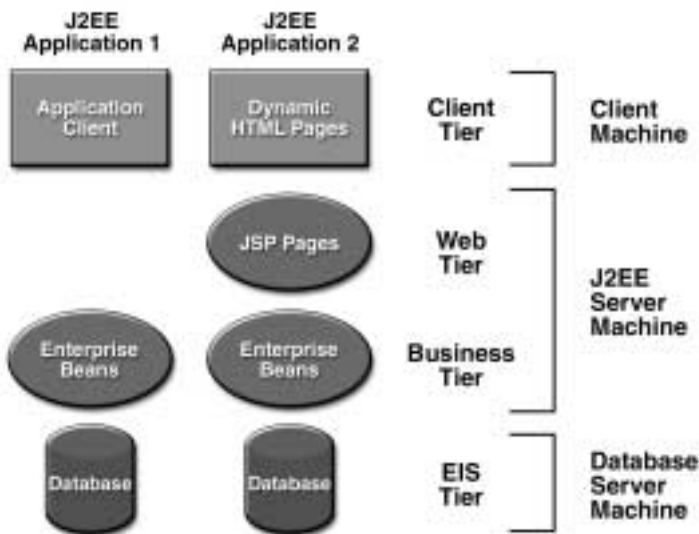 J2EE
Application 1
J2EE
Application 2
Application
Client
Dynamic
HTML Pages
Client
Tier
Client
Machine
JSP Pages
Web
Tier
J2EE
Server
Machine
Enterprise
Beans
Enterprise
Beans
Business
Tier
Database
Database
EIS
Tier
Database
Server
Machine